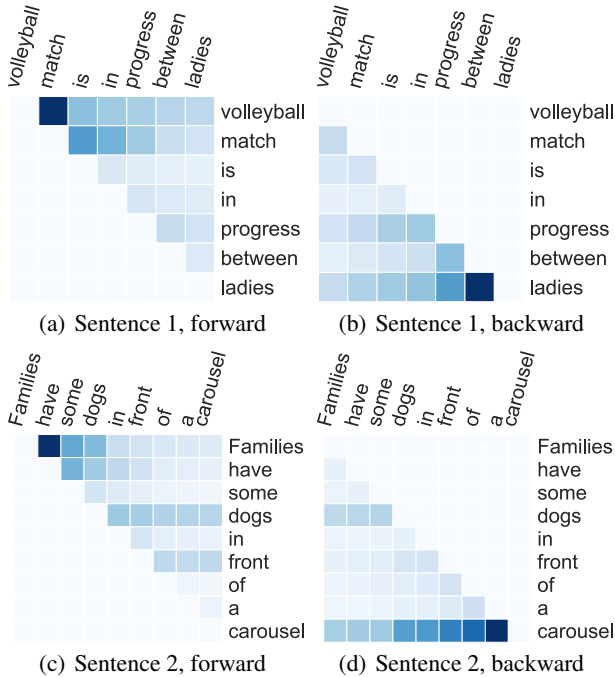 volleyball match is in progress between ladies
volleyball
match
is
in
progress
between
ladies
(a) Sentence 1, forward
volleyball match is in progress between ladies
volleyball
match
is
in
progress
between
ladies
(b) Sentence 1, backward
Families have some dogs in front of a carousel
Families
have
some
dogs
in
front
of
a
carousel
(c) Sentence 2, forward
Families have some dogs in front of a carousel
Families
have
some
dogs
in
front
of
a
carousel
(d) Sentence 2, backward